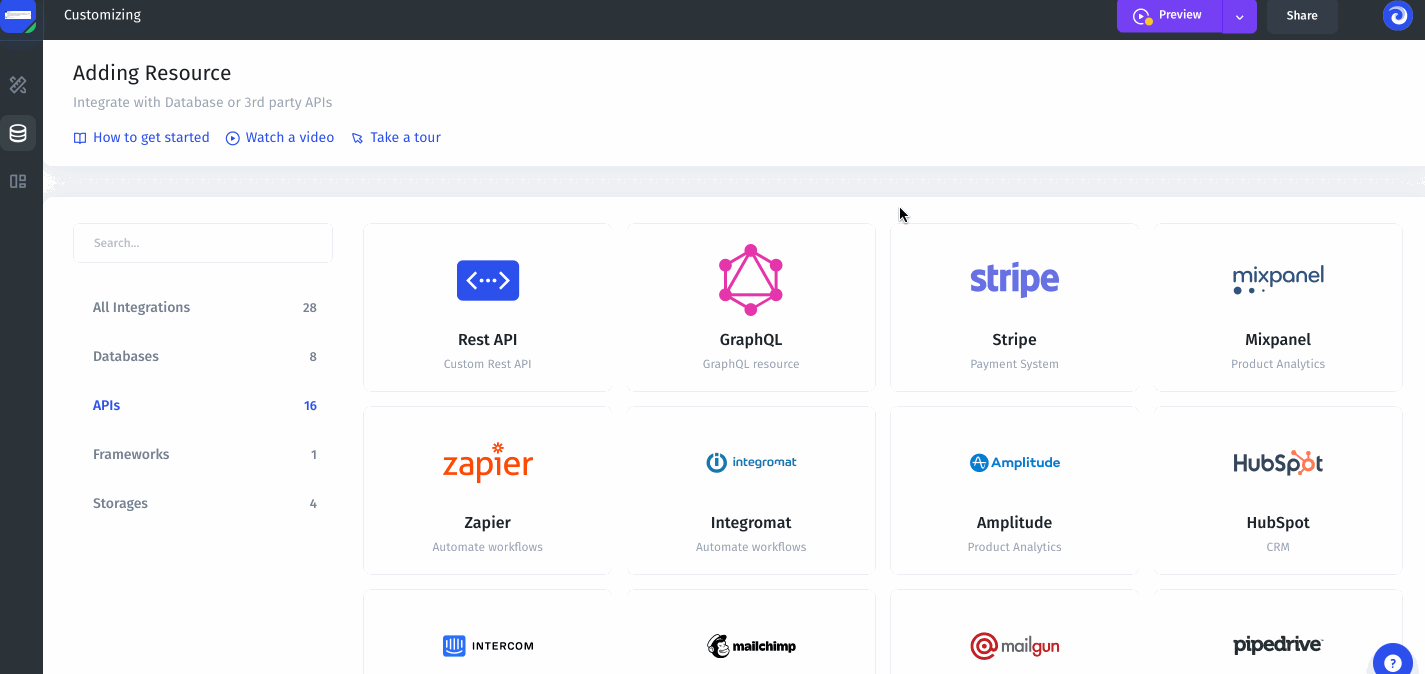 Customizing
Preview
Share
Adding Resource
Integrate with Database or 3rd party APIs
How to get started
Watch a video
Take a tour
Search...
All Integrations 28
Databases 8
APIs 16
Frameworks 1
Storages 4
stripe
mixpanel
Rest API
GraphQL
Stripe
Mixpanel
Custom Rest API
GraphQL resource
Payment System
Product Analytics
zapier
integromat
Amplitude
HubSpot
Zapier
Integromat
Amplitude
HubSpot
Automate workflows
Automate workflows
Product Analytics
CRM
INTERCOM
mailchimp
mailgun
pipedrive
?